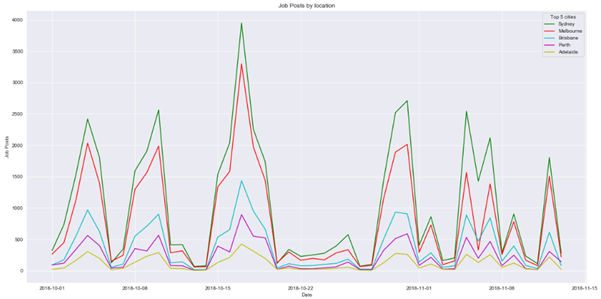 Job Posts by location
Top 5 cities
Sydney
Melbourne
Brisbane
Perth
Adelaide
4000
3500
3000
2500
2000
1500
1000
500
0
Job Posts
2018-10-01
2018-10-08
2018-10-15
2018-10-22
2018-11-01
2018-11-08
2018-11-15
Date